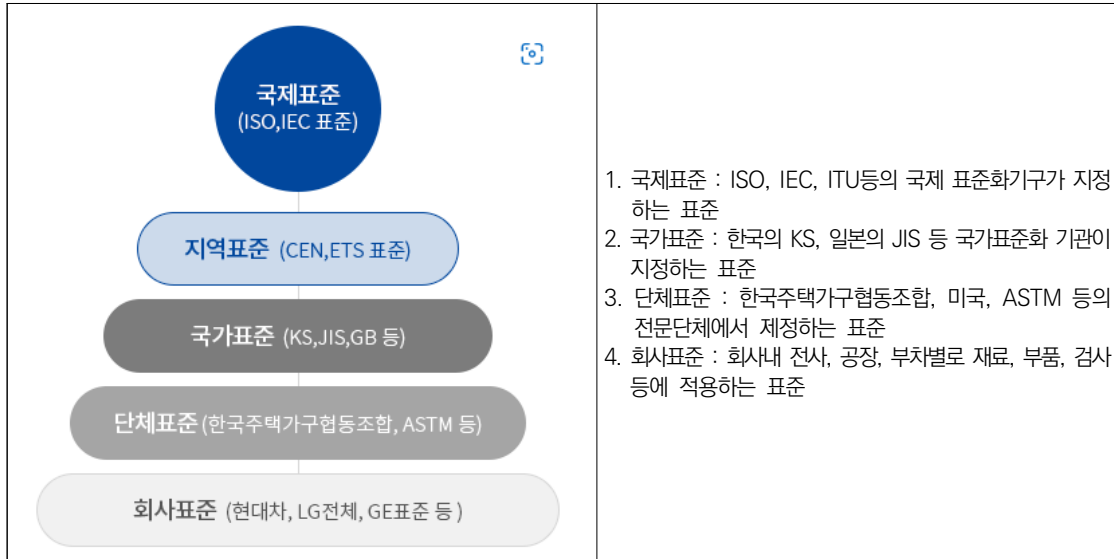 국제표준
(ISO,IEC 표준)
지역표준 (CEN,ETS 표준)
국가표준 (KS,JIS,GB 등)
단체표준(한국주택가구협동조합, ASTM 등)
회사표준 (현대차, LG전체, GE표준 등 )
1. 국제표준 : ISO, IEC, ITU등의 국제 표준화기구가 지정
하는 표준
2. 국가표준 : 한국의 KS, 일본의 JIS 등 국가표준화 기관이
지정하는 표준
3. 단체표준 : 한국주택가구협동조합, 미국, ASTM 등의
전문단체에서 제정하는 표준
4. 회사표준 : 회사내 전사, 공장, 부차별로 재료, 부품, 검사
등에 적용하는 표준